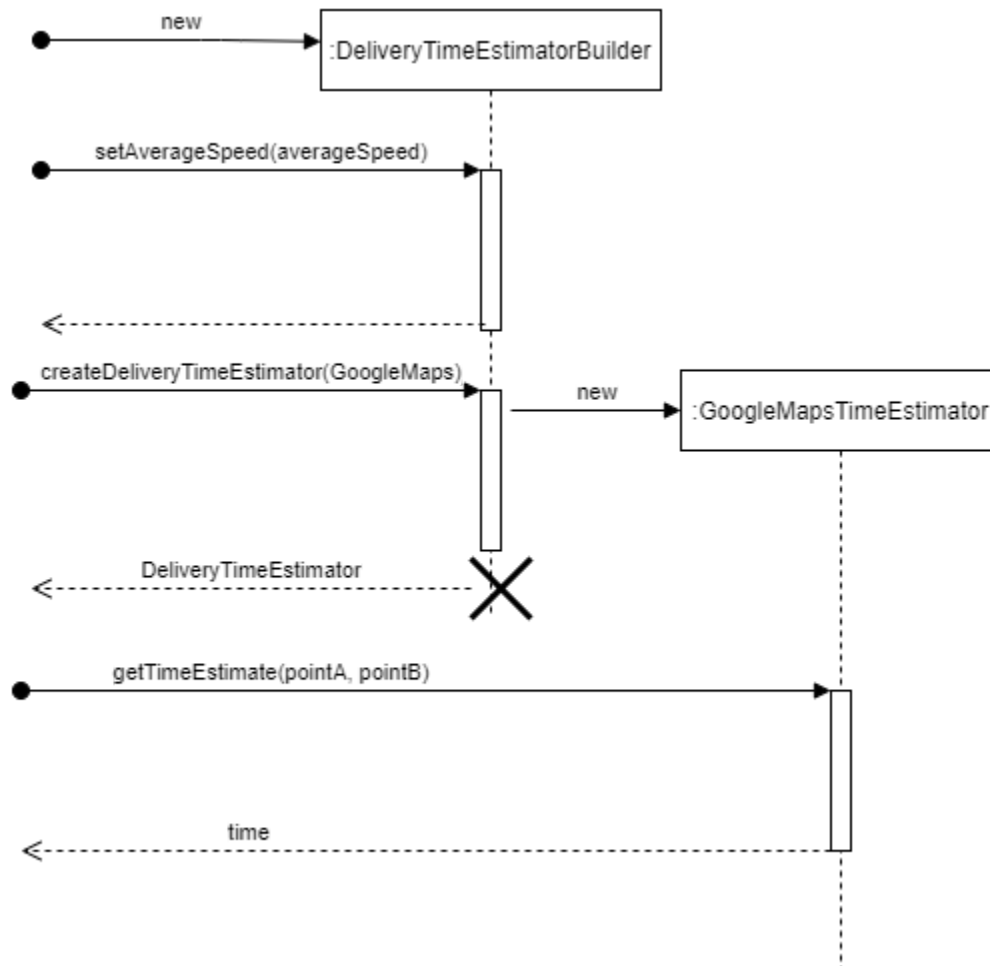 new
:DeliveryTimeEstimatorBuilder
setAverageSpeed(averageSpeed)
createDeliveryTimeEstimator(GoogleMaps)
new
:GoogleMapsTimeEstimator
DeliveryTimeEstimator
getTimeEstimate(pointA, pointB)
time